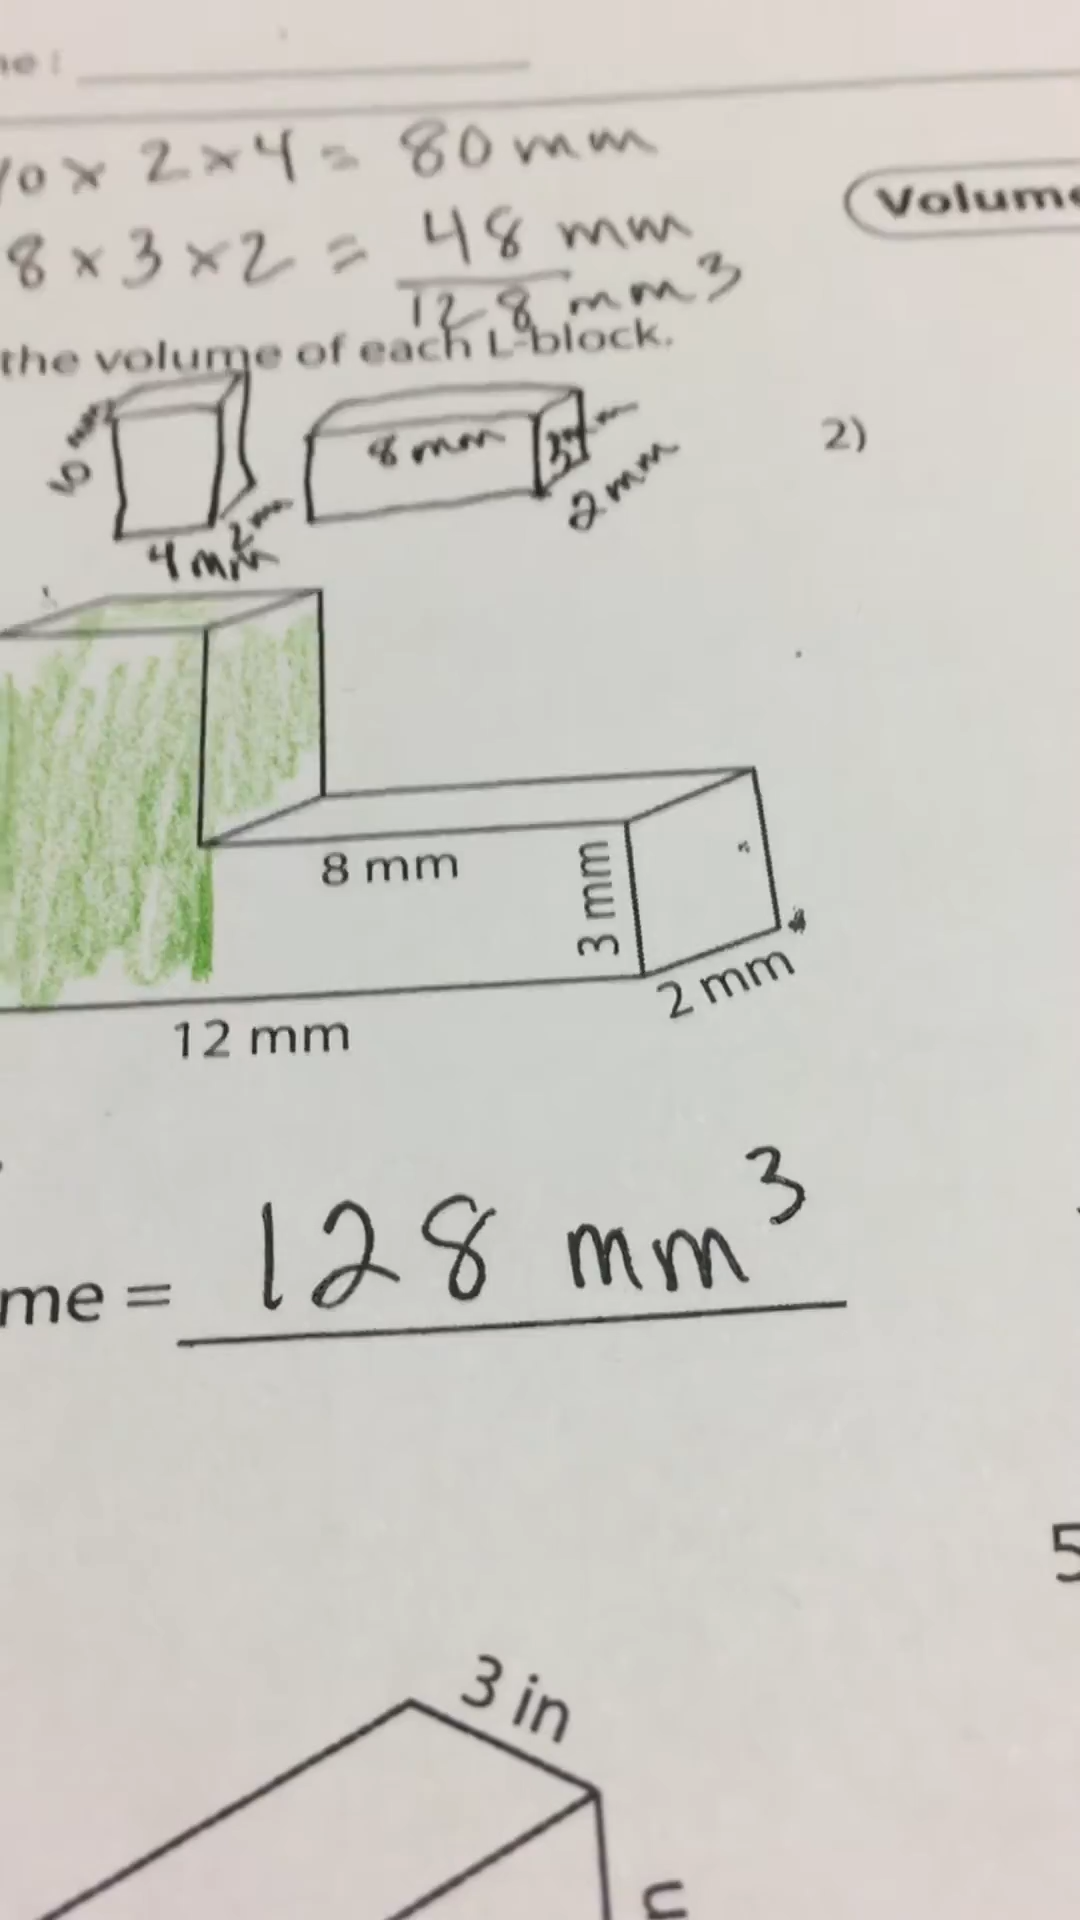 me :
10 x 2 x 4 = 80 mm
Volume
8 x 3 x 2 = 48 mm
128 mm3
the volume of each L-block.
10 mm
8 mm
2)
2 mm
2 mm
4 mm
8 mm
3 mm
2 mm
12 mm
me = 128 mm³
5
3 in